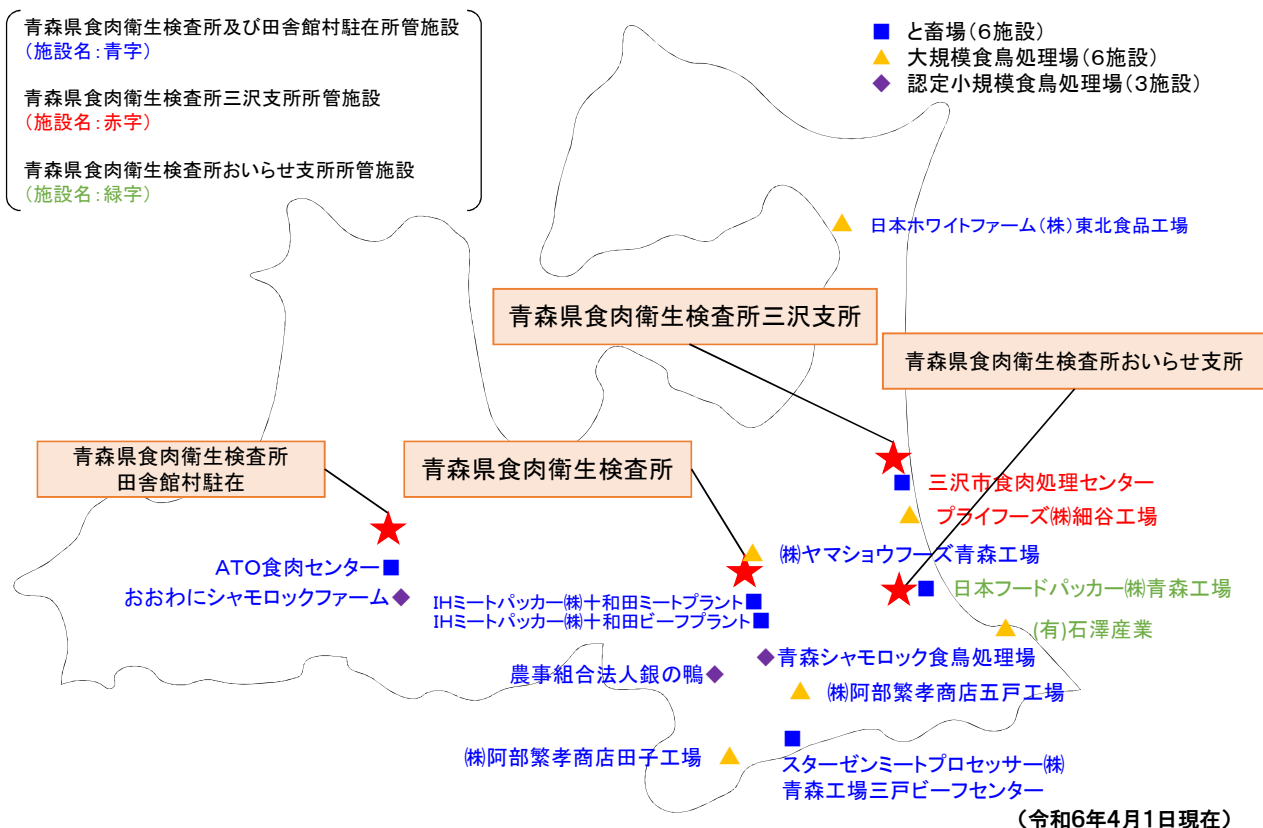 青森県食肉衛生検査所及び田舎館村駐在所管施設
(施設名:青字)
青森県食肉衛生検査所三沢支所所管施設
(施設名:赤字)
青森県食肉衛生検査所おいらせ支所所管施設
(施設名:緑字)
と畜場(6施設)
大規模食鳥処理場(6施設)
認定小規模食鳥処理場(3施設)
日本ホワイトファーム(株)東北食品工場
青森県食肉衛生検査所三沢支所
青森県食肉衛生検査所おいらせ支所
青森県食肉衛生検査所
田舎館村駐在
青森県食肉衛生検査所
三沢市食肉処理センター
プライフーズ㈱細谷工場
㈱ヤマショウフーズ青森工場
ATO食肉センター
おおわにシャモロックファーム
IHミートパッカー㈱十和田ミートプラント
IHミートパッカー㈱十和田ビーフプラント
日本フードパッカー㈱青森工場
(有)石澤産業
青森シャモロック食鳥処理場
農事組合法人銀の鴨
㈱阿部繁孝商店五戸工場
㈱阿部繁孝商店田子工場
スターゼンミートプロセッサー㈱
青森工場三戸ビーフセンター
(令和6年4月1日現在)